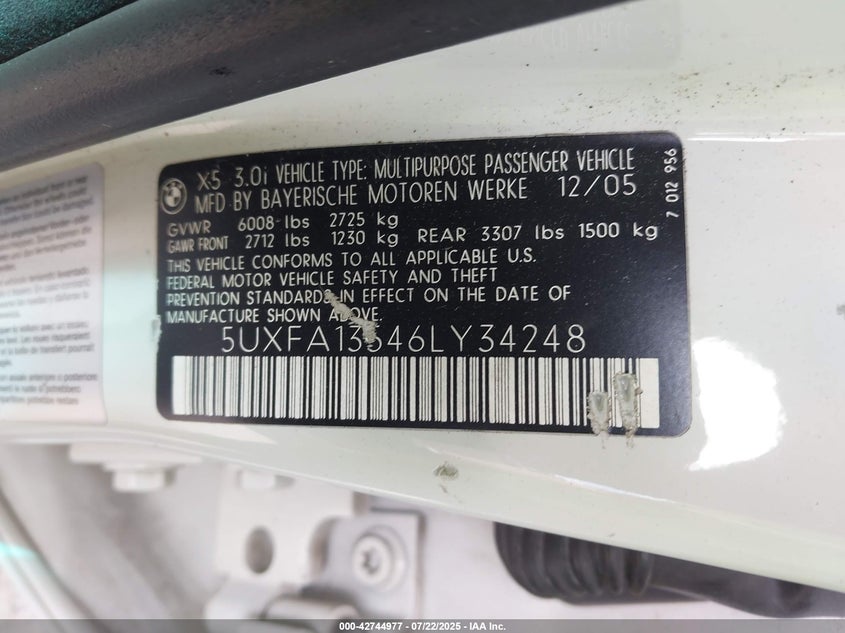 X5 3.0i VEHICLE TYPE: MULTIPURPOSE PASSENGER VEHICLE
MFD BY BAYERISCHE MOTOREN WERKE 12/05
GVWR 6008 lbs 2725 kg
GAWR FRONT 2712 lbs 1230 kg REAR 3307 lbs 1500 kg
THIS VEHICLE CONFORMS TO ALL APPLICABLE U.S.
FEDERAL MOTOR VEHICLE SAFETY AND THEFT
PREVENTION STANDARDS IN EFFECT ON THE DATE OF
MANUFACTURE SHOWN ABOVE.
5UXFA13546LY34248
7 012 956
000-42744977 - 07/22/2025 - IAA Inc.